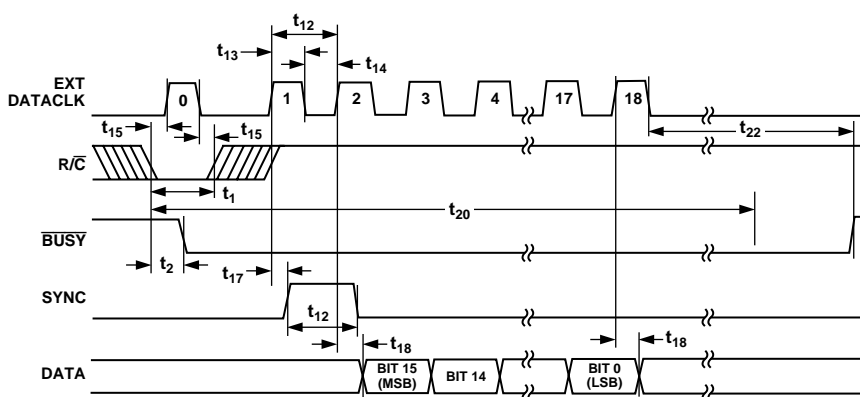 t12
t13
t14
EXT
DATACLK
0
1
2
3
4
17
18
t15
t15
t22
R/C̅
t1
t20
B̅U̅S̅Y̅
t2
t17
SYNC
t12
t18
t18
DATA
BIT 15
(MSB)
BIT 14
BIT 0
(LSB)